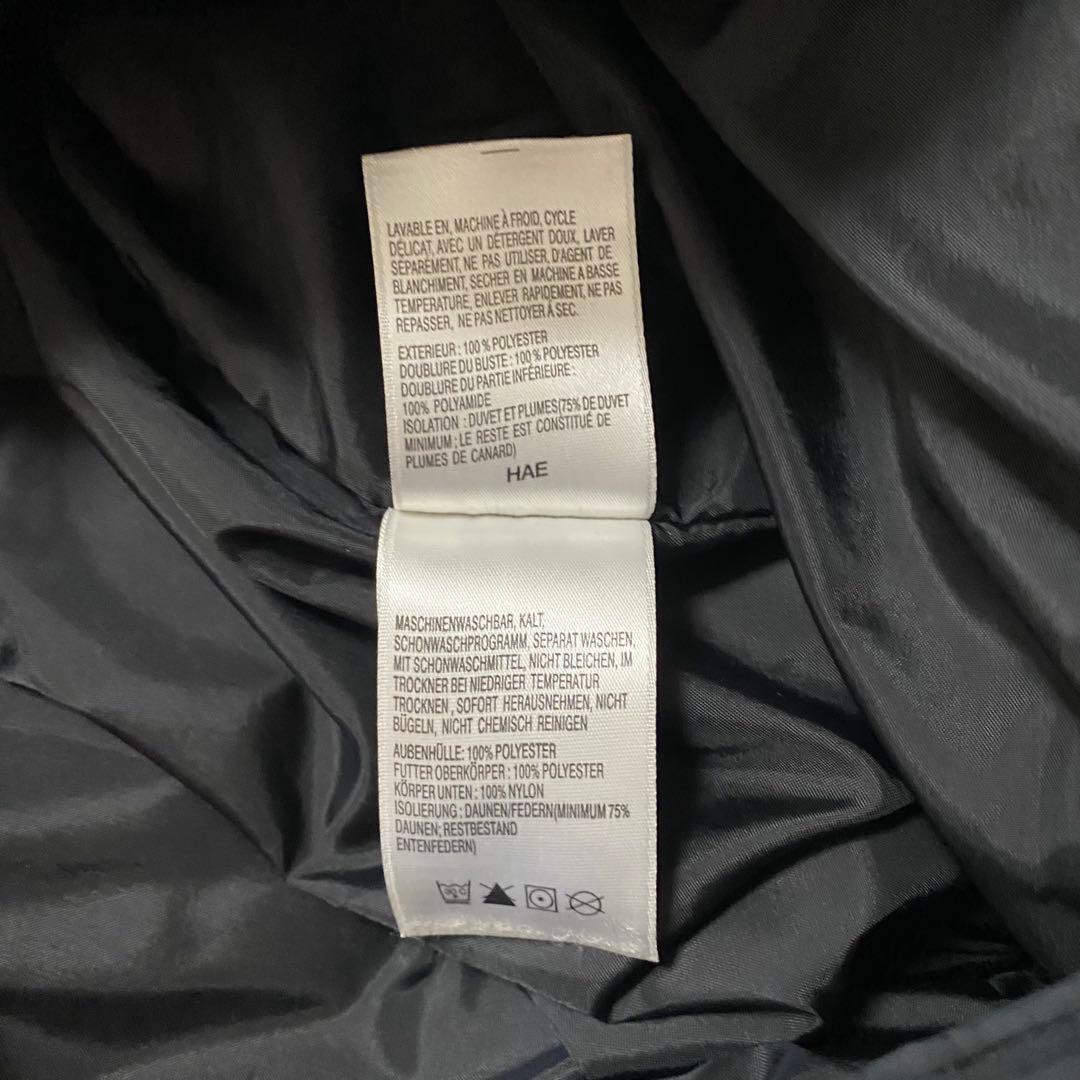 LAVABLE EN, MACHINE À FROID, CYCLE
DÉLICAT, AVEC UN DÉTERGENT DOUX, LAVER
SEPAREMENT, NE PAS UTILISER, D'AGENT DE
BLANCHIMENT, SECHER EN MACHINE A BASSE
TEMPERATURE, ENLEVER RAPIDEMENT, NE PAS
REPASSER, NE PAS NETTOYER À SEC.
EXTERIEUR : 100 % POLYESTER
DOUBLURE DU BUSTE : 100 % POLYESTER
DOUBLURE DU PARTIE INFÉRIEURE :
100% POLYAMIDE
ISOLATION : DUVET ET PLUMES(75% DE DUVET
MINIMUM ; LE RESTE EST CONSTITUÉ DE
PLUMES DE CANARD)
HAE
MASCHINENWASCHBAR, KALT,
SCHONWASCHPROGRAMM, SEPARAT WASCHEN,
MIT SCHONWASCHMITTEL, NICHT BLEICHEN, IM
TROCKNER BEI NIEDRIGER TEMPERATUR
TROCKNEN , SOFORT HERAUSNEHMEN, NICHT
BÜGELN, NICHT CHEMISCH REINIGEN
AUBENHÜLLE: 100% POLYESTER
FUTTER OBERKÖRPER : 100% POLYESTER
KÖRPER UNTEN : 100% NYLON
ISOLIERUNG : DAUNEN/FEDERN(MINIMUM 75%
DAUNEN; RESTBESTAND
ENTENFEDERN)